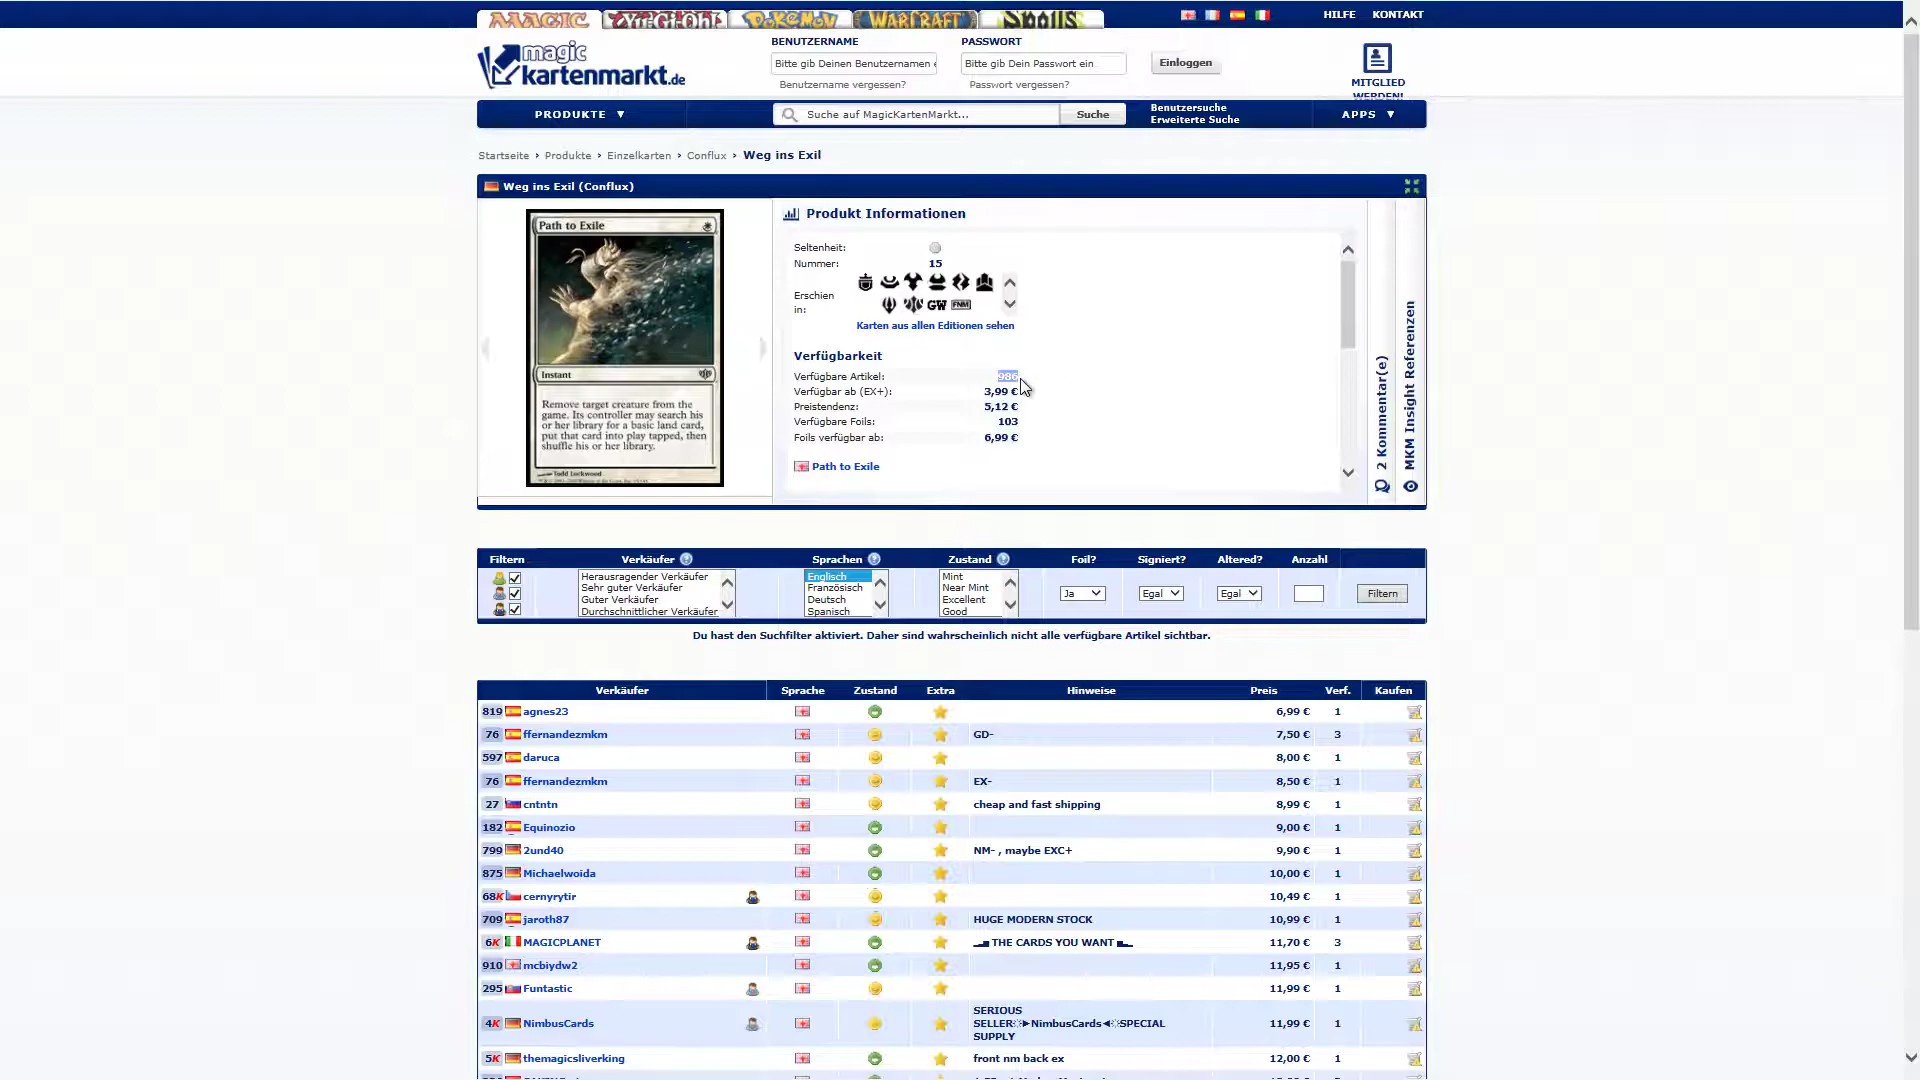 MAGIC Yu-Gi-Oh! Pokémon WARCRAFT Spoils
HILFE KONTAKT
magic
kartenmarkt.de
BENUTZERNAME PASSWORT
Bitte gib Deinen Benutzernamen e Bitte gib Dein Passwort ein Einloggen
Benutzername vergessen? Passwort vergessen?
MITGLIED
WERDEN!
PRODUKTE ▼ Suche auf MagicKartenMarkt... Suche Benutzersuche APPS ▼
Erweiterte Suche
Startseite › Produkte › Einzelkarten › Conflux › Weg ins Exil
Weg ins Exil (Conflux)
Path to Exile
Instant
Remove target creature from the
game. Its controller may search his
or her library for a basic land card,
put that card into play tapped, then
shuffle his or her library.
Todd Lockwood
Produkt Informationen
Seltenheit:
Nummer: 15
Erschien
in:
GW FNM
Karten aus allen Editionen sehen
Verfügbarkeit
Verfügbare Artikel: 986
Verfügbar ab (EX+): 3,99 €
Preistendenz: 5,12 €
Verfügbare Foils: 103
Foils verfügbar ab: 6,99 €
Path to Exile
2 Kommentar(e)
MKM Insight Referenzen
Filtern Verkäufer Sprachen Zustand Foil? Signiert? Altered? Anzahl
Herausragender Verkäufer Englisch Mint
Sehr guter Verkäufer Französisch Near Mint
Guter Verkäufer Deutsch Excellent
Durchschnittlicher Verkäufer Spanisch Good
Ja Egal Egal Filtern
Du hast den Suchfilter aktiviert. Daher sind wahrscheinlich nicht alle verfügbare Artikel sichtbar.
Verkäufer Sprache Zustand Extra Hinweise Preis Verf. Kaufen
819 agnes23 6,99 € 1
76 ffernandezmkm GD- 7,50 € 3
597 daruca 8,00 € 1
76 ffernandezmkm EX- 8,50 € 1
27 cntntn cheap and fast shipping 8,99 € 1
182 Equinozio 9,00 € 1
799 2und40 NM- , maybe EXC+ 9,90 € 1
875 Michaelwoida 10,00 € 1
68K cernyrytir 10,49 € 1
709 jaroth87 HUGE MODERN STOCK 10,99 € 1
6K MAGICPLANET THE CARDS YOU WANT 11,70 € 3
910 mcbiydw2 11,95 € 1
295 Funtastic 11,99 € 1
4K NimbusCards SERIOUS SELLER҉►NimbusCards◄҉SPECIAL SUPPLY 11,99 € 1
5K themagicsliverking front nm back ex 12,00 € 1